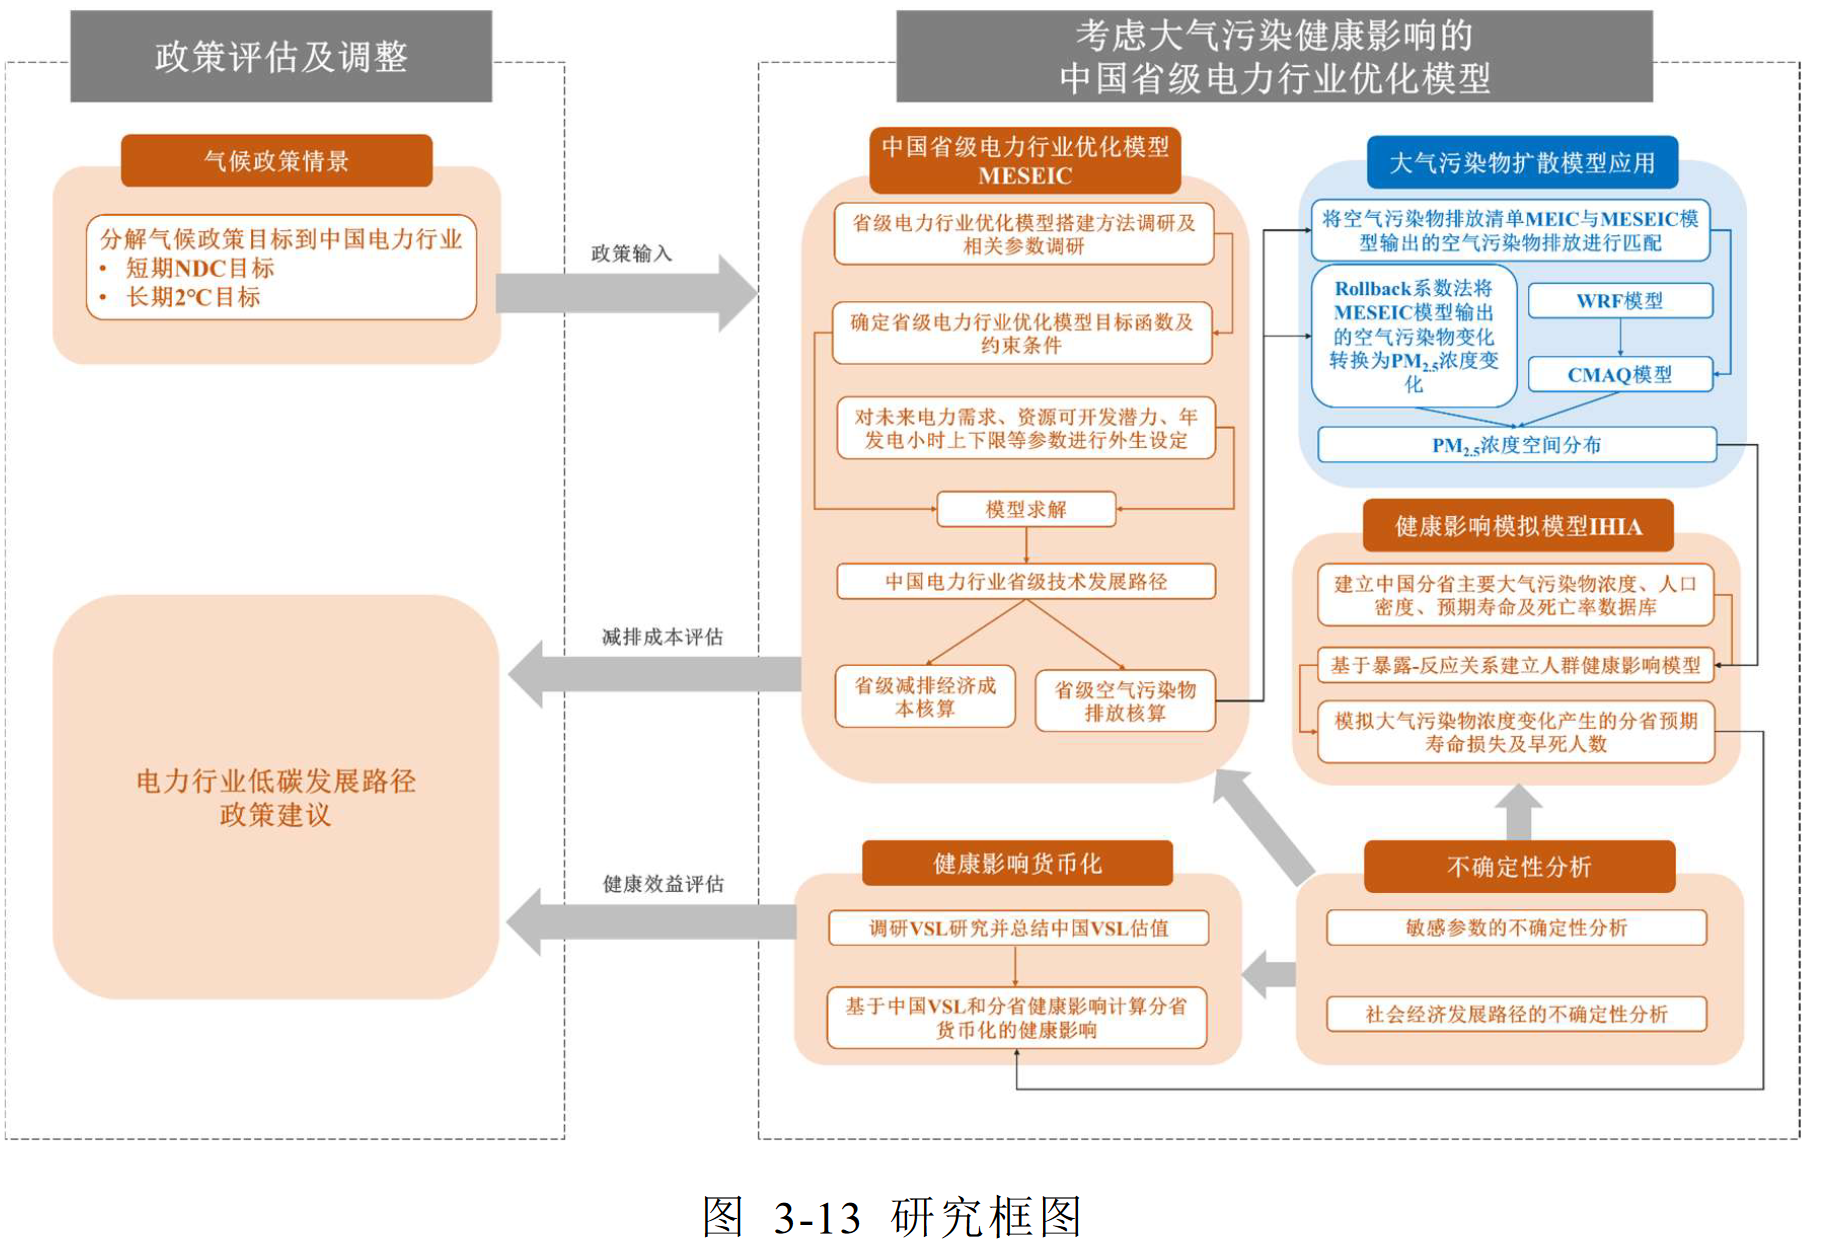 政策评估及调整
气候政策情景
分解气候政策目标到中国电力行业
• 短期NDC目标
• 长期2℃目标
政策输入
减排成本评估
健康效益评估
电力行业低碳发展路径
政策建议
考虑大气污染健康影响的
中国省级电力行业优化模型
中国省级电力行业优化模型
MESEIC
省级电力行业优化模型搭建方法调研及
相关参数调研
确定省级电力行业优化模型目标函数及
约束条件
对未来电力需求、资源可开发潜力、年
发电小时上下限等参数进行外生设定
模型求解
中国电力行业省级技术发展路径
省级减排经济成
本核算
省级空气污染物
排放核算
大气污染物扩散模型应用
将空气污染物排放清单MEIC与MESEIC模
型输出的空气污染物排放进行匹配
Rollback系数法将
MESEIC模型输出
的空气污染物变化
转换为PM2.5浓度变
化
WRF模型
CMAQ模型
PM2.5浓度空间分布
健康影响模拟模型IHIA
建立中国分省主要大气污染物浓度、人口
密度、预期寿命及死亡率数据库
基于暴露-反应关系建立人群健康影响模型
模拟大气污染物浓度变化产生的分省预期
寿命损失及早死人数
健康影响货币化
调研VSL研究并总结中国VSL估值
基于中国VSL和分省健康影响计算分省
货币化的健康影响
不确定性分析
敏感参数的不确定性分析
社会经济发展路径的不确定性分析
图 3-13 研究框图